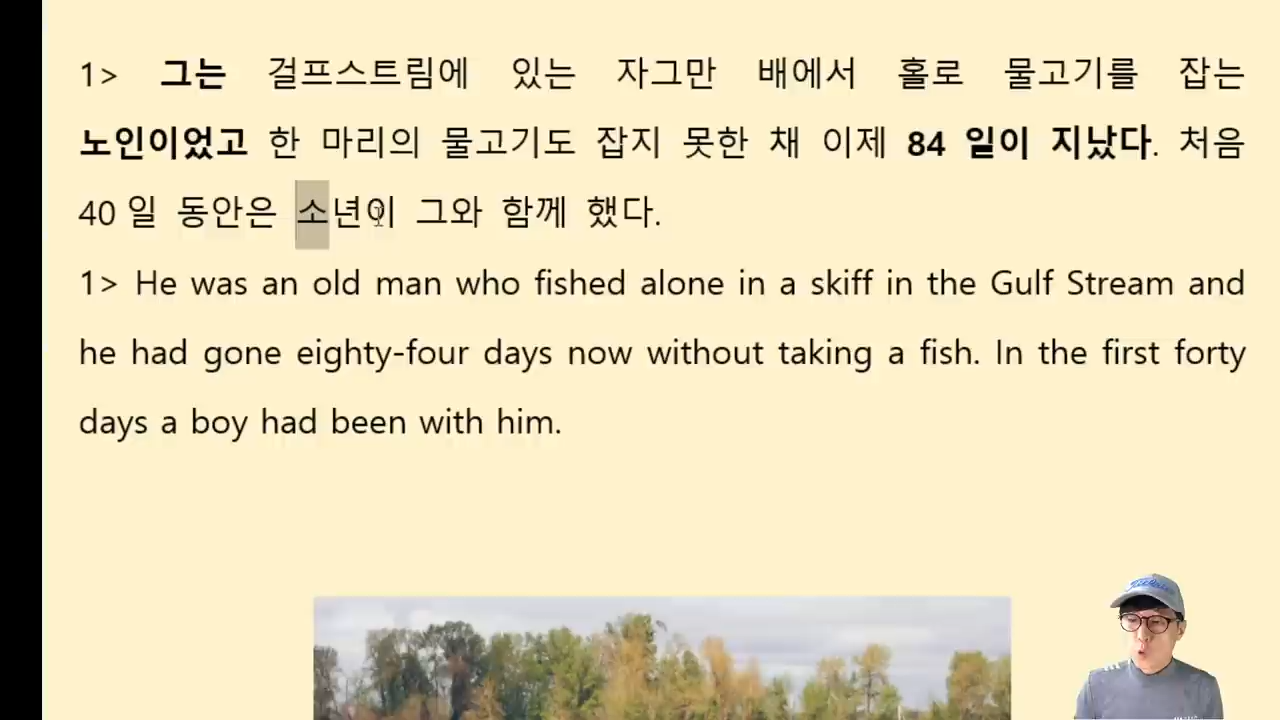 1> 그는 걸프스트림에 있는 자그만 배에서 홀로 물고기를 잡는
노인이었고 한 마리의 물고기도 잡지 못한 채 이제 84 일이 지났다. 처음
40 일 동안은 소년이 그와 함께 했다.
1> He was an old man who fished alone in a skiff in the Gulf Stream and
he had gone eighty-four days now without taking a fish. In the first forty
days a boy had been with him.